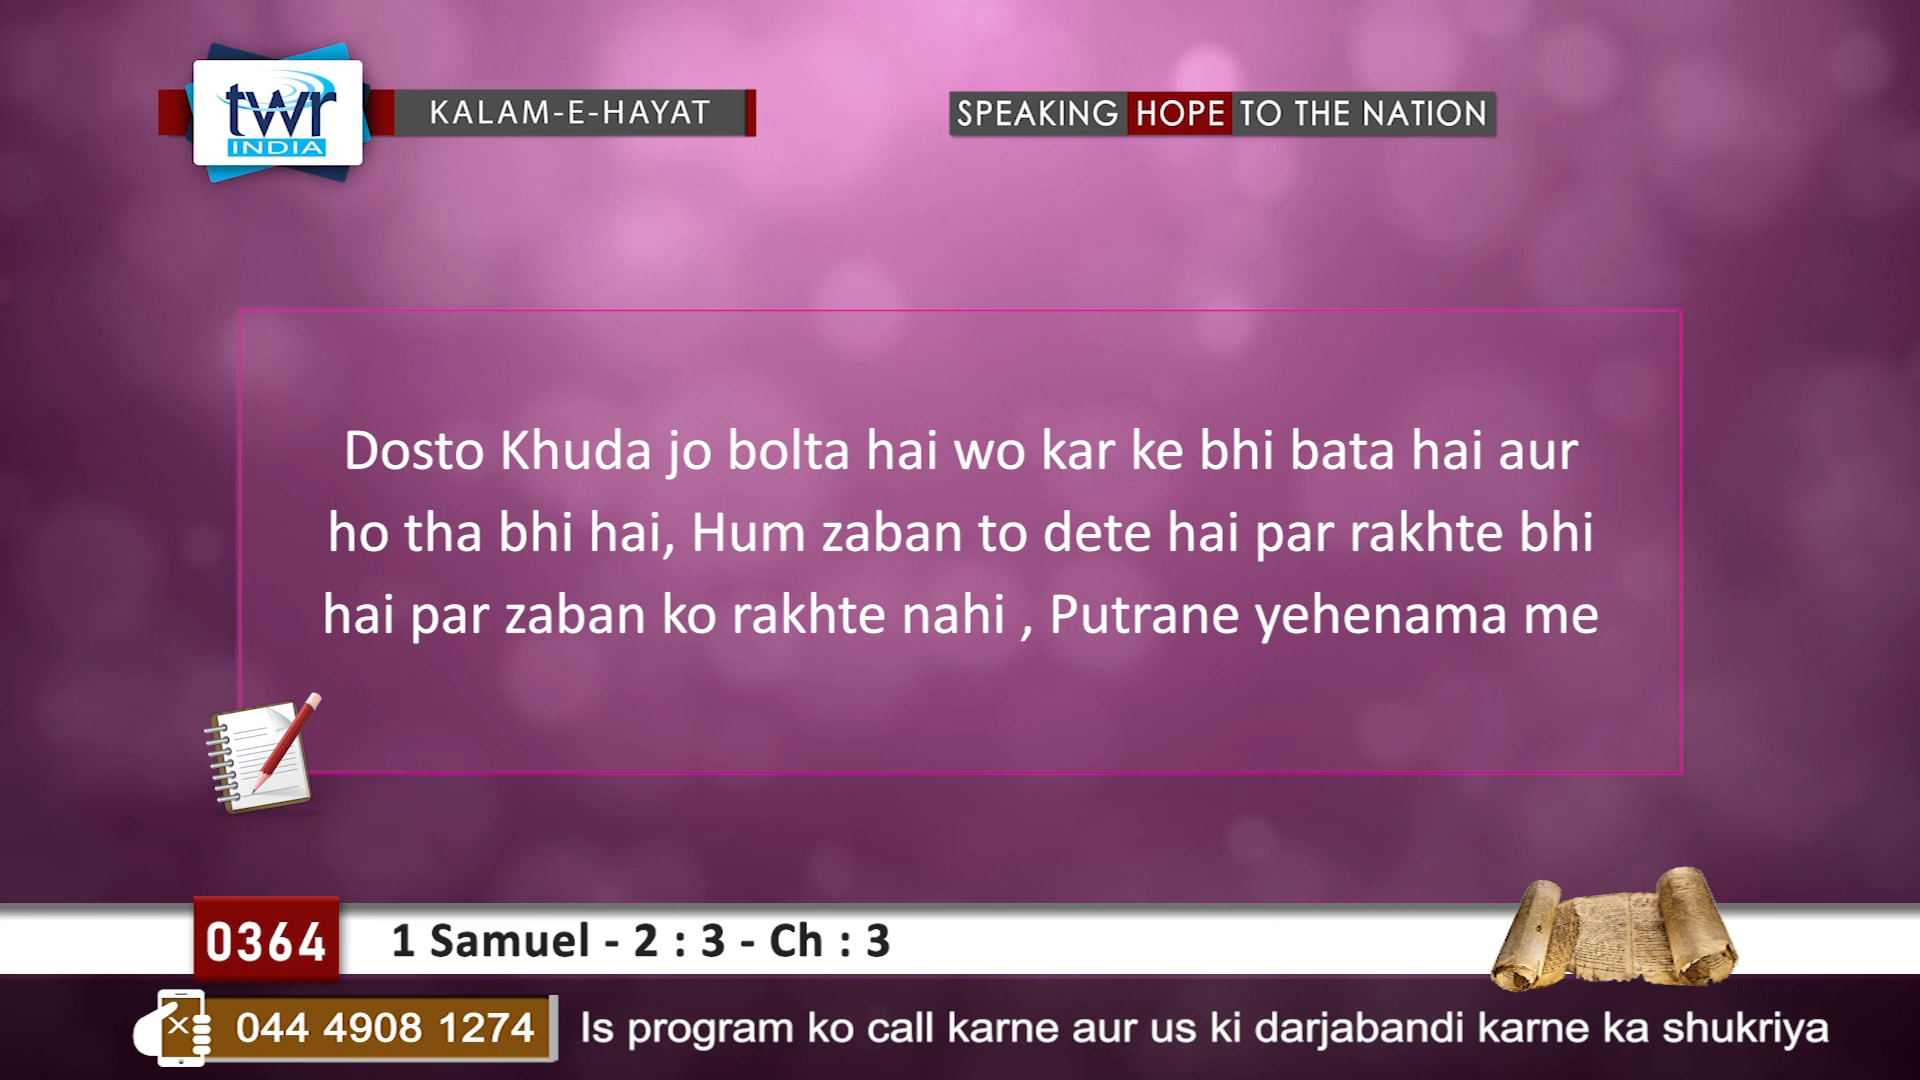 twr
INDIA
KALAM-E-HAYAT
SPEAKING HOPE TO THE NATION
Dosto Khuda jo bolta hai wo kar ke bhi bata hai aur
ho tha bhi hai, Hum zaban to dete hai par rakhte bhi
hai par zaban ko rakhte nahi , Putrane yehenama me
0364
1 Samuel - 2 : 3 - Ch : 3
044 4908 1274
Is program ko call karne aur us ki darjabandi karne ka shukriya